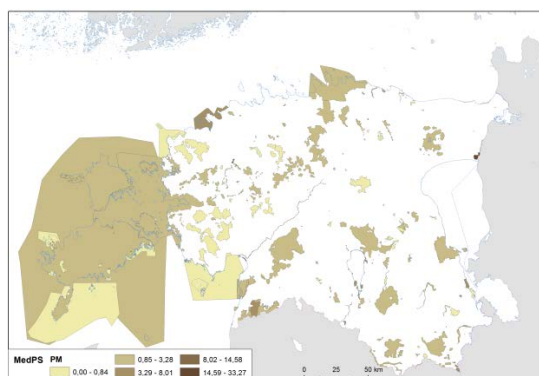 MedPS PM
0,00 - 0,84
0,85 - 3,28
3,29 - 8,01
8,02 - 14,58
14,59 - 33,27
0 25 50 km